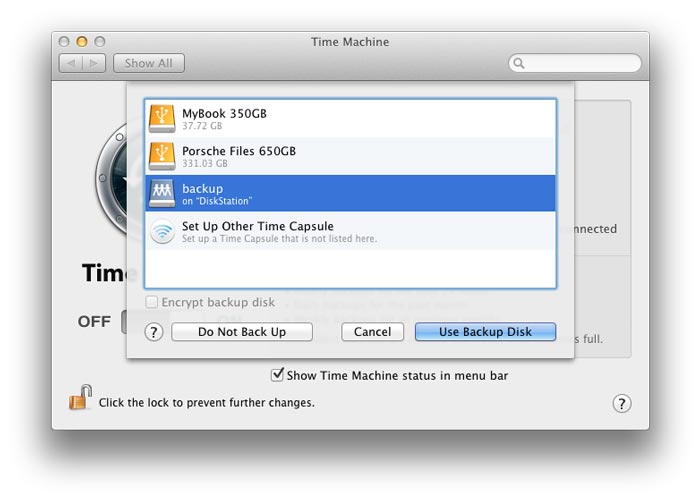 Time Machine
Show All
MyBook 350GB
37.72 GB
Porsche Files 650GB
331.03 GB
backup
on "DiskStation"
Set Up Other Time Capsule
Set up a Time Capsule that is not listed here.
nnected
Time
Encrypt backup disk
OFF
ON
s full.
? Do Not Back Up Cancel Use Backup Disk
Show Time Machine status in menu bar
Click the lock to prevent further changes. ?